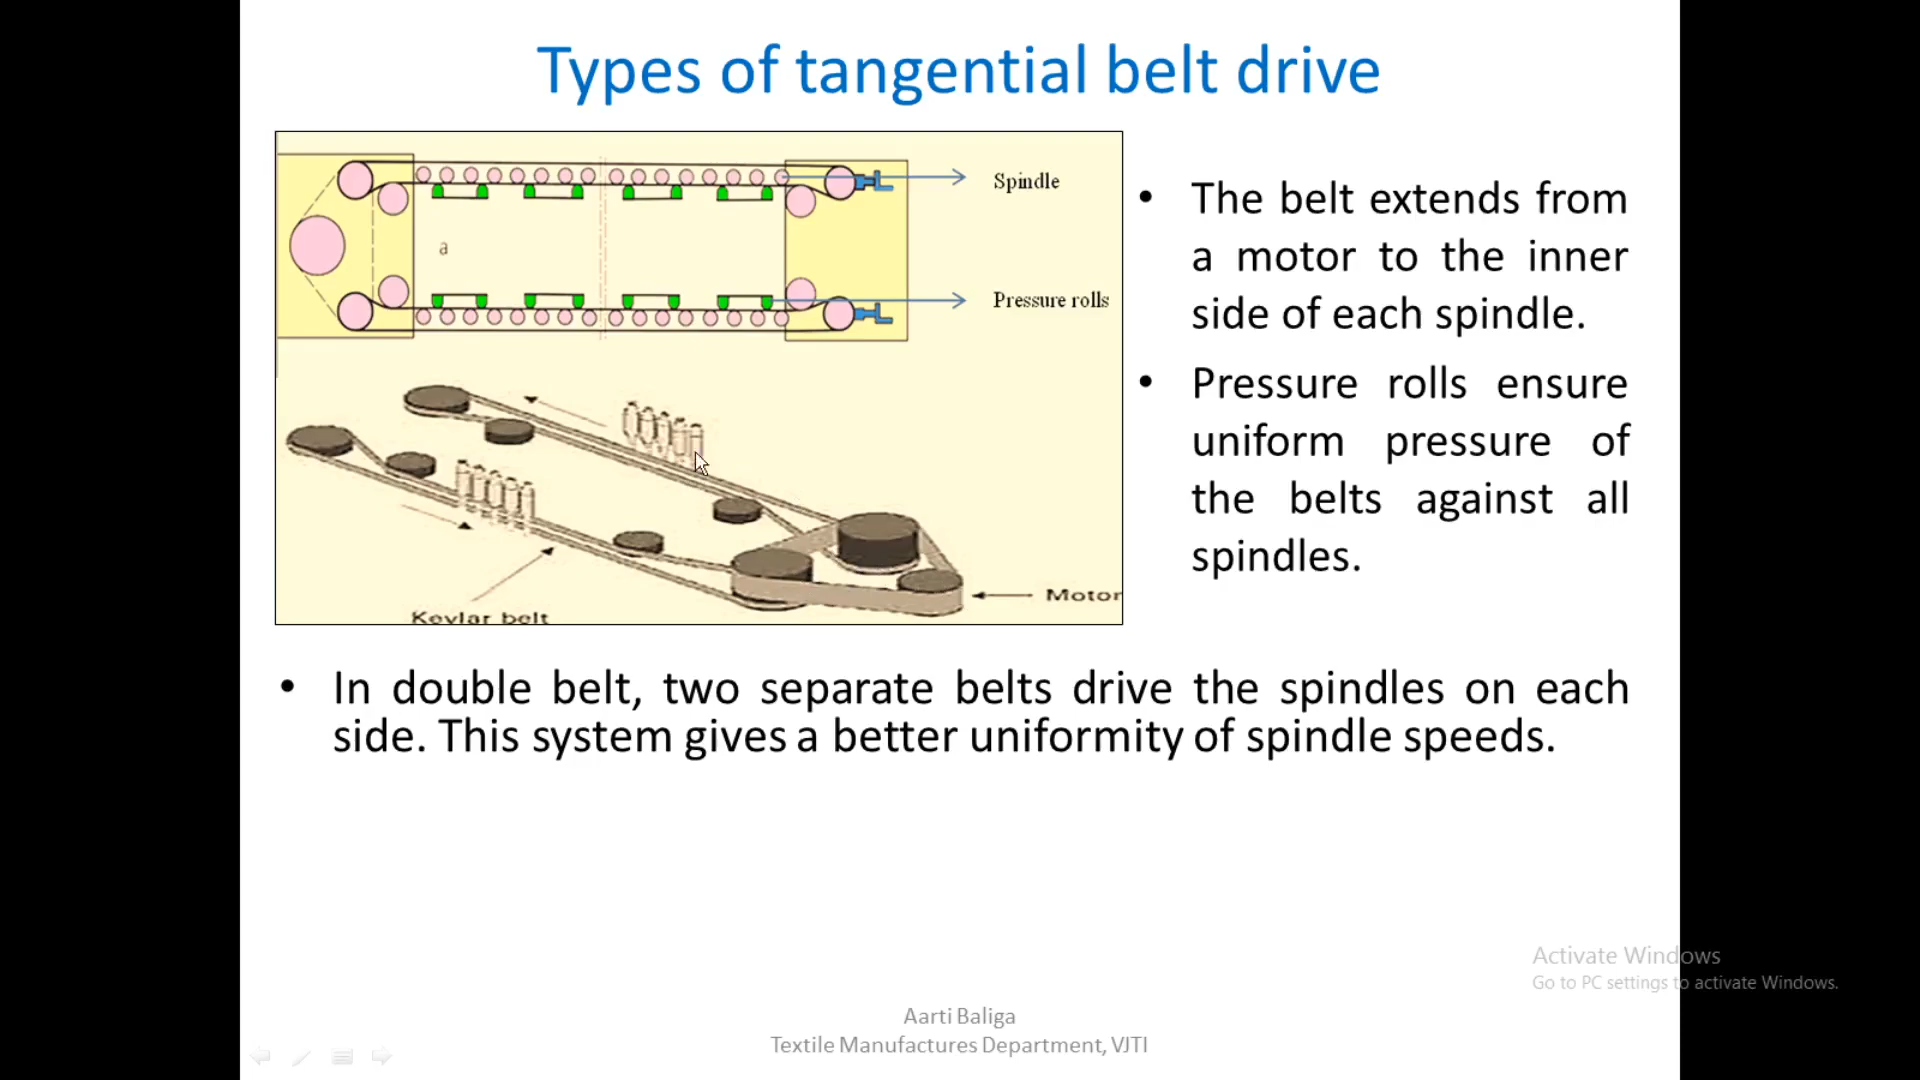 Types of tangential belt drive
Spindle
a
Pressure rolls
Kevlar belt
Motor
• The belt extends from
a motor to the inner
side of each spindle.
• Pressure rolls ensure
uniform pressure of
the belts against all
spindles.
• In double belt, two separate belts drive the spindles on each
side. This system gives a better uniformity of spindle speeds.
Activate Windows
Go to PC settings to activate Windows.
Aarti Baliga
Textile Manufactures Department, VJTI